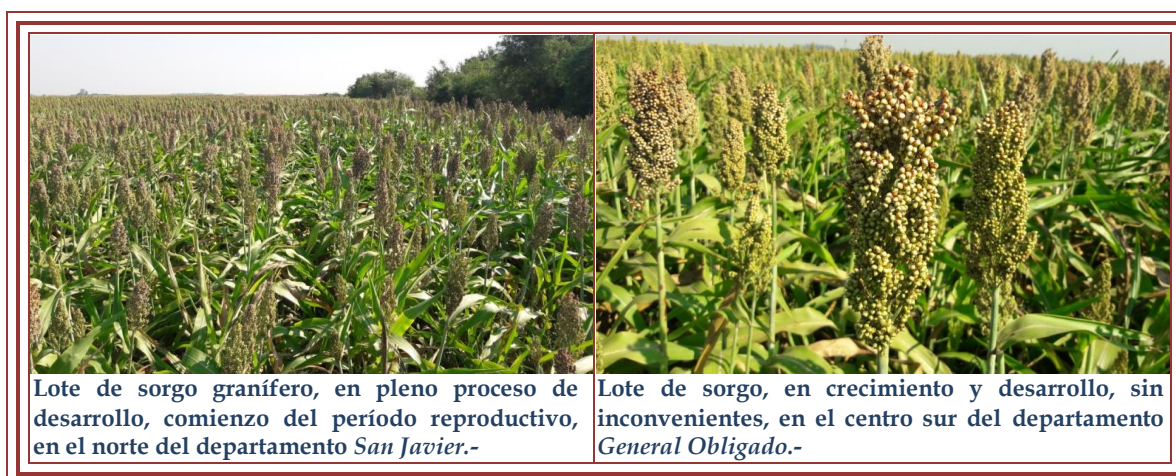 Lote de sorgo granífero, en pleno proceso de
desarrollo, comienzo del período reproductivo,
en el norte del departamento San Javier.-
Lote de sorgo, en crecimiento y desarrollo, sin
inconvenientes, en el centro sur del departamento
General Obligado.-